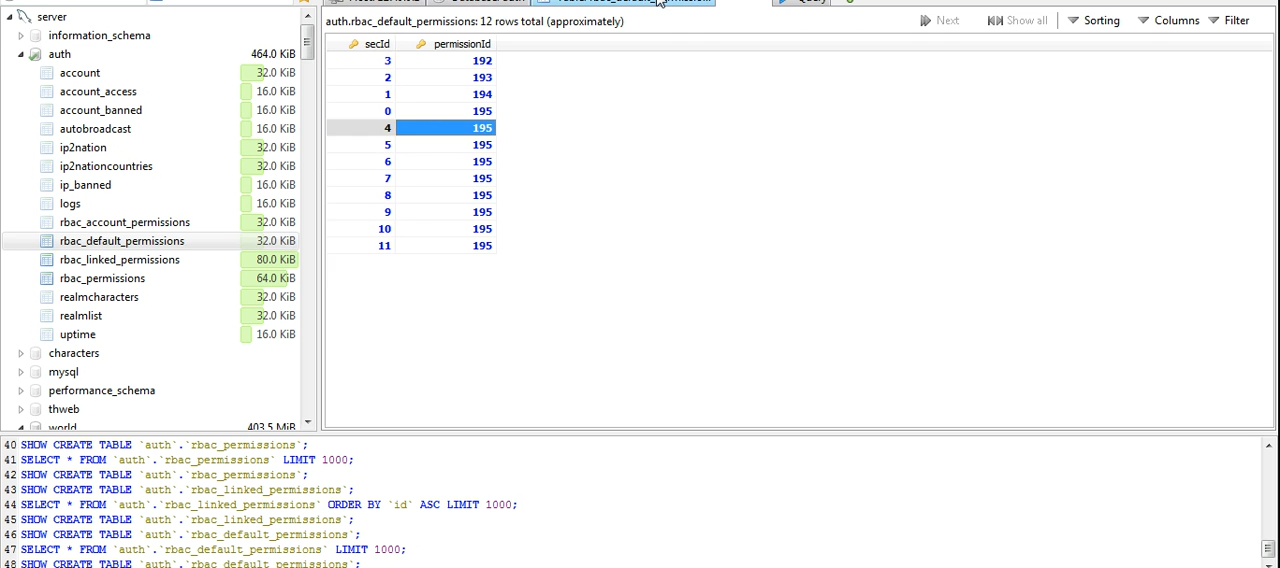 server
information_schema
auth 464.0 KiB
account 32.0 KiB
account_access 16.0 KiB
account_banned 16.0 KiB
autobroadcast 16.0 KiB
ip2nation 32.0 KiB
ip2nationcountries 32.0 KiB
ip_banned 16.0 KiB
logs 16.0 KiB
rbac_account_permissions 32.0 KiB
rbac_default_permissions 32.0 KiB
rbac_linked_permissions 80.0 KiB
rbac_permissions 64.0 KiB
realmcharacters 32.0 KiB
realmlist 32.0 KiB
uptime 16.0 KiB
characters
mysql
performance_schema
thweb
world 403.5 MiB
Query
auth.rbac_default_permissions: 12 rows total (approximately)
Next Show all Sorting Columns Filter
secId permissionId
3 192
2 193
1 194
0 195
4 195
5 195
6 195
7 195
8 195
9 195
10 195
11 195
40 SHOW CREATE TABLE `auth`.`rbac_permissions`;
41 SELECT * FROM `auth`.`rbac_permissions` LIMIT 1000;
42 SHOW CREATE TABLE `auth`.`rbac_permissions`;
43 SHOW CREATE TABLE `auth`.`rbac_linked_permissions`;
44 SELECT * FROM `auth`.`rbac_linked_permissions` ORDER BY `id` ASC LIMIT 1000;
45 SHOW CREATE TABLE `auth`.`rbac_linked_permissions`;
46 SHOW CREATE TABLE `auth`.`rbac_default_permissions`;
47 SELECT * FROM `auth`.`rbac_default_permissions` LIMIT 1000;
48 SHOW CREATE TABLE `auth`.`rbac_default_permissions`;